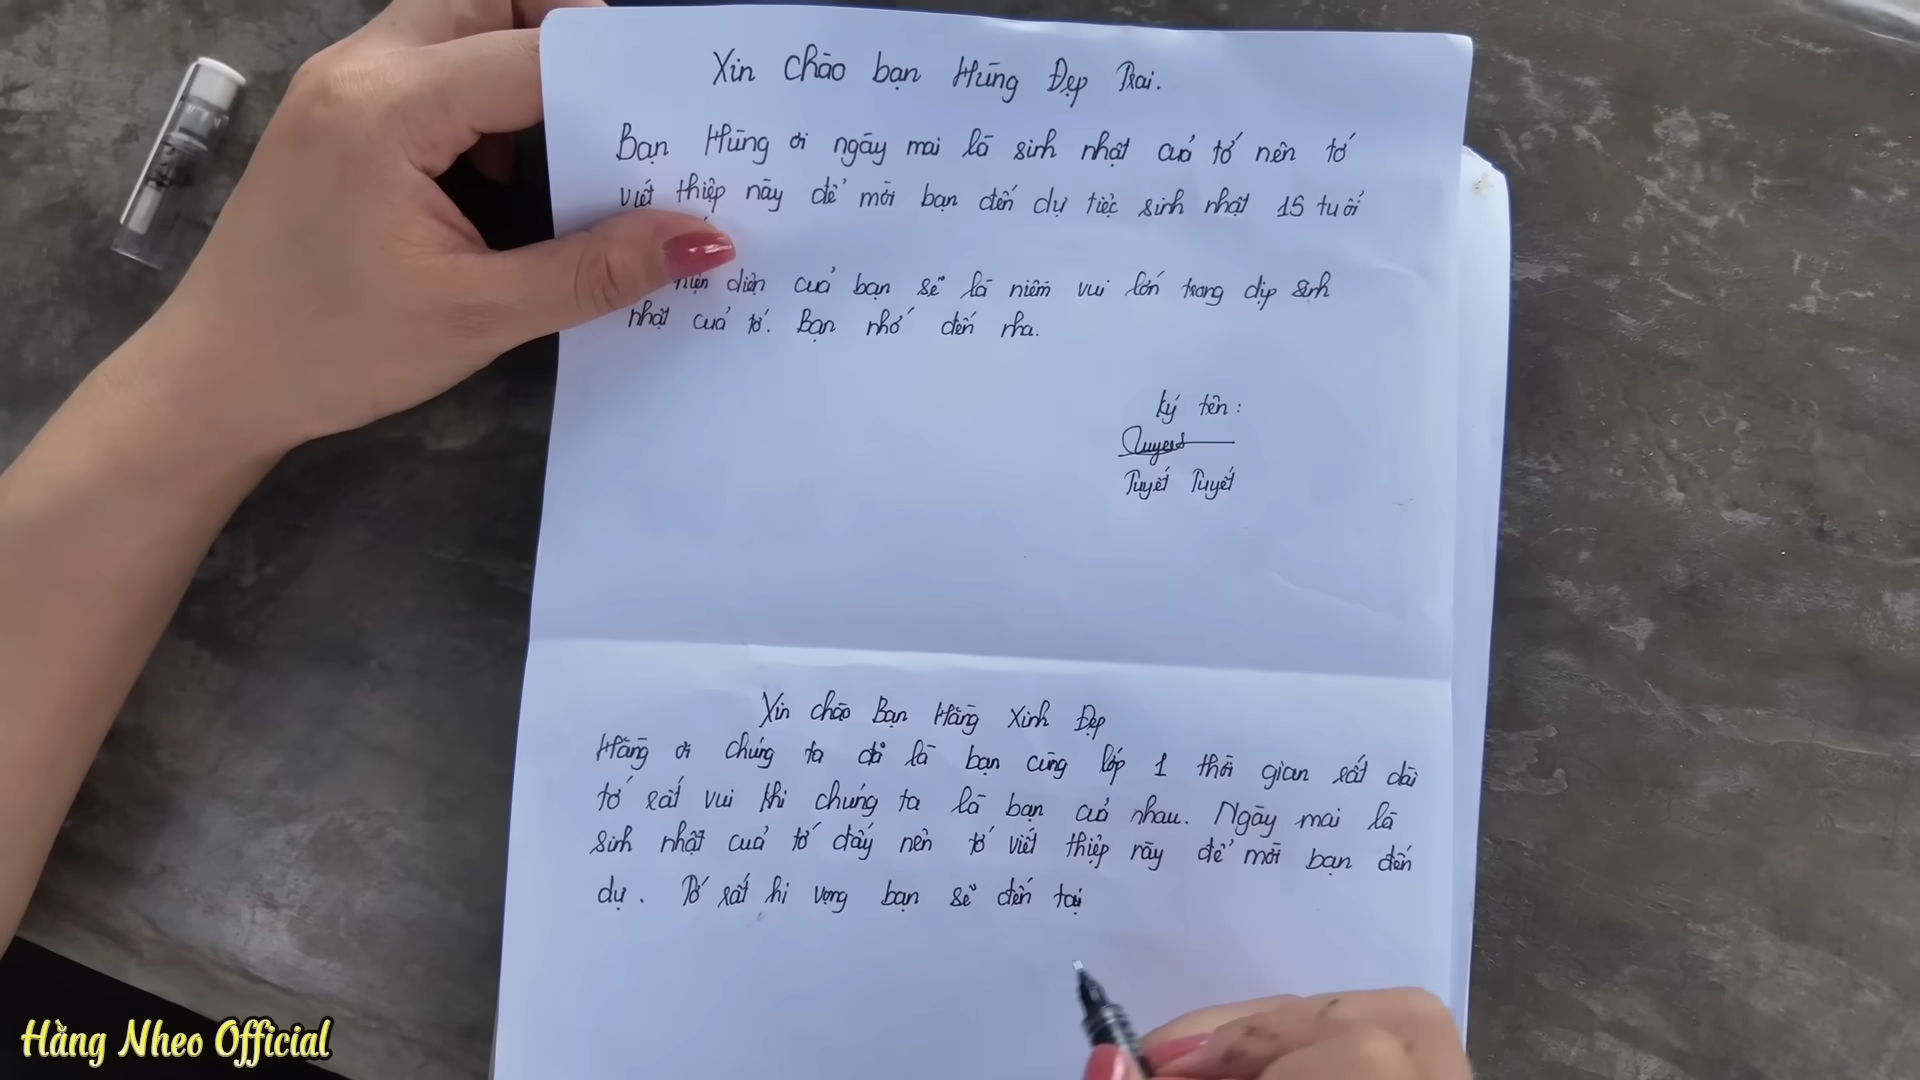 Xin chào bạn Hùng Đẹp Trai.
Bạn Hùng ơi ngày mai là sinh nhật của tớ nên tớ
viết thiệp này để mời bạn đến dự tiệc sinh nhật 15 tuổi
diện của bạn sẽ là niềm vui lớn trong dịp sinh
nhật của tớ. Bạn nhớ đến nha.
Ký tên:
Tuyết Tuyết
Xin chào Bạn Hằng Xinh Đẹp
Hằng ơi chúng ta đã là bạn cùng lớp 1 thời gian rất dài
tớ rất vui khi chúng ta là bạn của nhau. Ngày mai là
sinh nhật của tớ đấy nên tớ viết thiệp này để mời bạn đến
dự. Tớ rất hi vọng bạn sẽ đến tại
Hằng Nheo Official